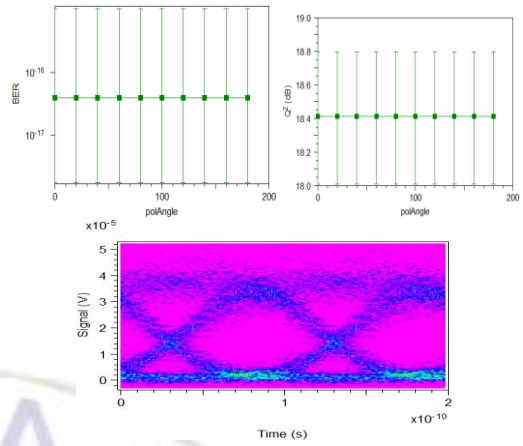 BER
10⁻¹⁶
10⁻¹⁷
0 100 200
polAngle
Q² (dB)
19.0
18.8
18.6
18.4
18.2
18.0
0 100 200
polAngle
x10⁻⁵
Signal (V)
5
4
3
2
1
0
0 1 2
x10⁻¹⁰
Time (s)